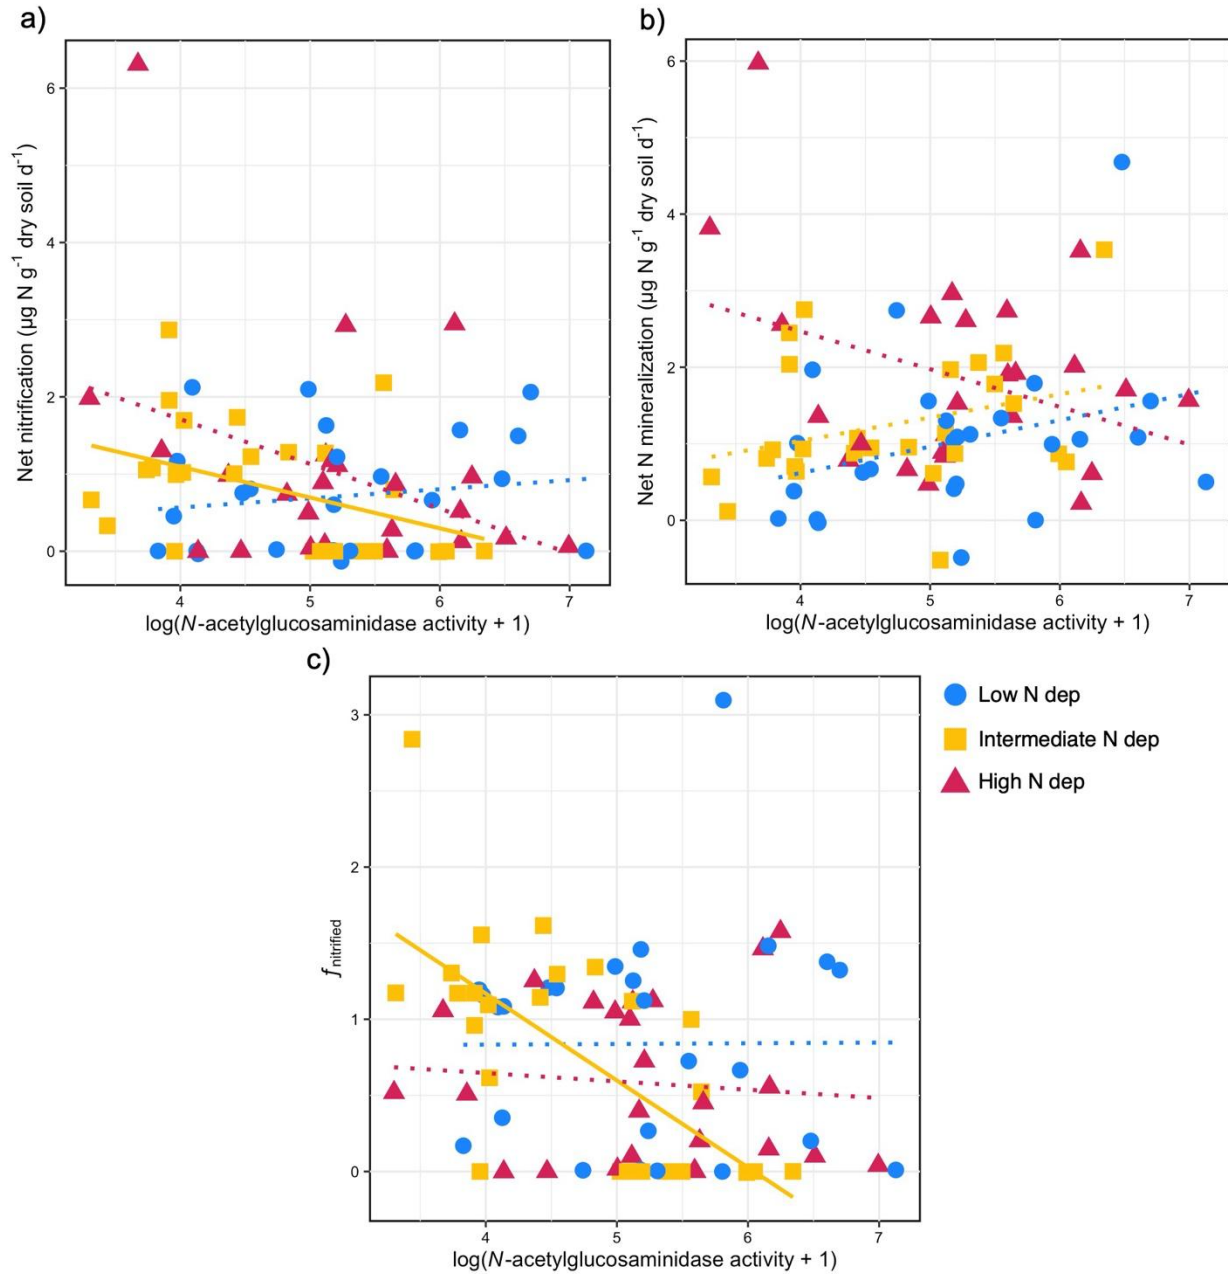 a)
Net nitrification (µg N g⁻¹ dry soil d⁻¹)
6
4
2
0
4 5 6 7
log(N-acetylglucosaminidase activity + 1)
b)
Net N mineralization (µg N g⁻¹ dry soil d⁻¹)
6
4
2
0
4 5 6 7
log(N-acetylglucosaminidase activity + 1)
c)
fnitrified
3
2
1
0
4 5 6 7
log(N-acetylglucosaminidase activity + 1)
Low N dep
Intermediate N dep
High N dep